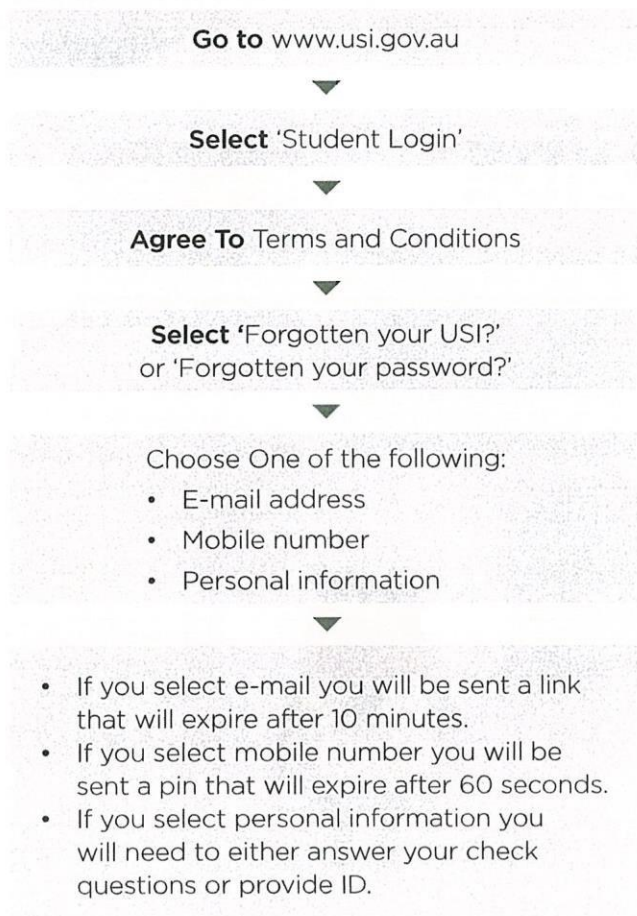 Go to www.usi.gov.au
Select 'Student Login'
Agree To Terms and Conditions
Select 'Forgotten your USI?'
or 'Forgotten your password?'
Choose One of the following:
• E-mail address
• Mobile number
• Personal information
• If you select e-mail you will be sent a link
that will expire after 10 minutes.
• If you select mobile number you will be
sent a pin that will expire after 60 seconds.
• If you select personal information you
will need to either answer your check
questions or provide ID.